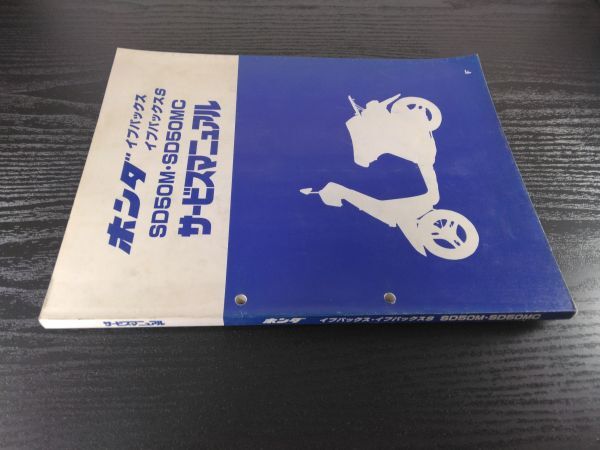 ホンダ イブパックス
イブパックスS
SD50M・SD50MC
サービスマニュアル
F
サービスマニュアル
ホンダ イブパックス・イブパックスS SD50M・SD50MC